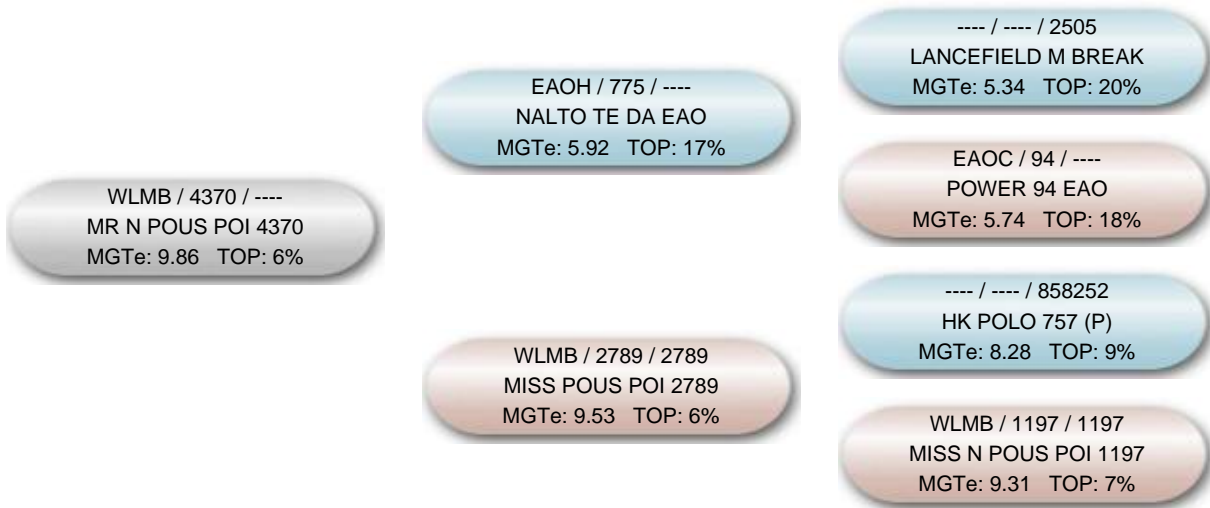 ---- / ---- / 2505
LANCEFIELD M BREAK
MGTe: 5.34 TOP: 20%
EAOH / 775 / ----
NALTO TE DA EAO
MGTe: 5.92 TOP: 17%
EAOC / 94 / ----
POWER 94 EAO
MGTe: 5.74 TOP: 18%
WLMB / 4370 / ----
MR N POUS POI 4370
MGTe: 9.86 TOP: 6%
---- / ---- / 858252
HK POLO 757 (P)
MGTe: 8.28 TOP: 9%
WLMB / 2789 / 2789
MISS POUS POI 2789
MGTe: 9.53 TOP: 6%
WLMB / 1197 / 1197
MISS N POUS POI 1197
MGTe: 9.31 TOP: 7%